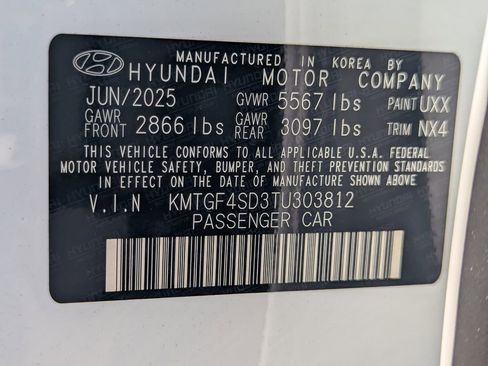 MANUFACTURED IN KOREA BY
HYUNDAI MOTOR COMPANY
JUN/2025 GVWR 5567 lbs PAINT UXX
GAWR FRONT 2866 lbs GAWR REAR 3097 lbs TRIM NX4
THIS VEHICLE CONFORMS TO ALL APPLICABLE U.S.A. FEDERAL
MOTOR VEHICLE SAFETY, BUMPER, AND THEFT PREVENTION STANDARDS
IN EFFECT ON THE DATE OF MANUFACTURE SHOWN ABOVE.
V.I.N KMTGF4SD3TU303812
PASSENGER CAR